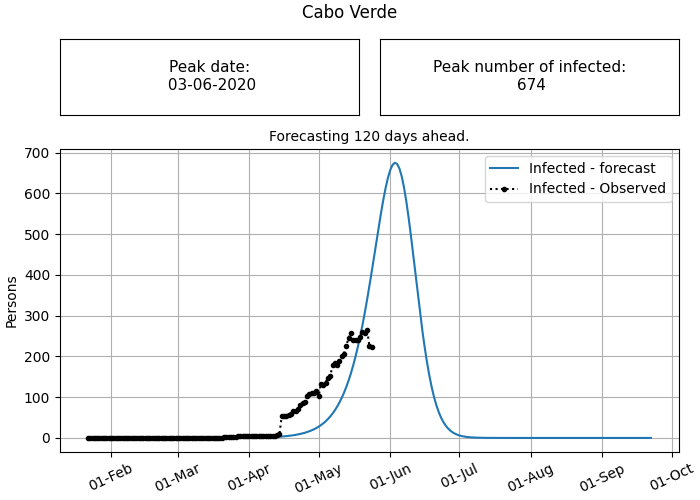 Cabo Verde
Peak date:
03-06-2020
Peak number of infected:
674
Forecasting 120 days ahead.
Infected - forecast
Infected - Observed
Persons
700
600
500
400
300
200
100
0
01-Feb
01-Mar
01-Apr
01-May
01-Jun
01-Jul
01-Aug
01-Sep
01-Oct